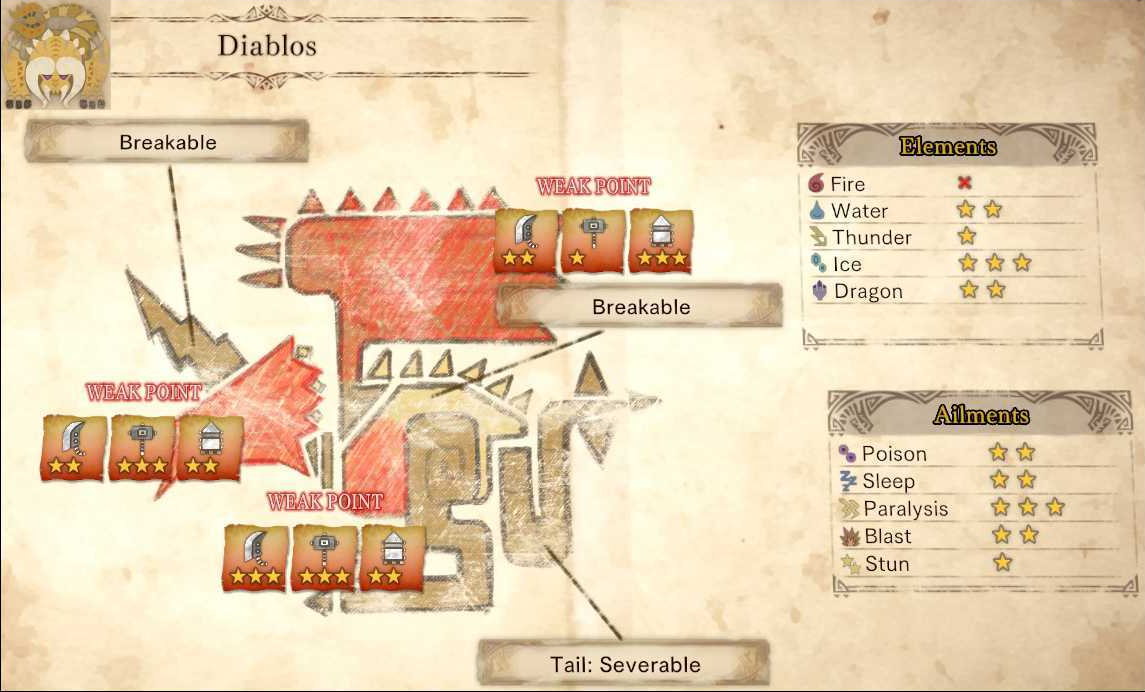 Diablos
Breakable
WEAK POINT
Breakable
WEAK POINT
WEAK POINT
Tail: Severable
Elements
Fire
Water
Thunder
Ice
Dragon
Ailments
Poison
Sleep
Paralysis
Blast
Stun